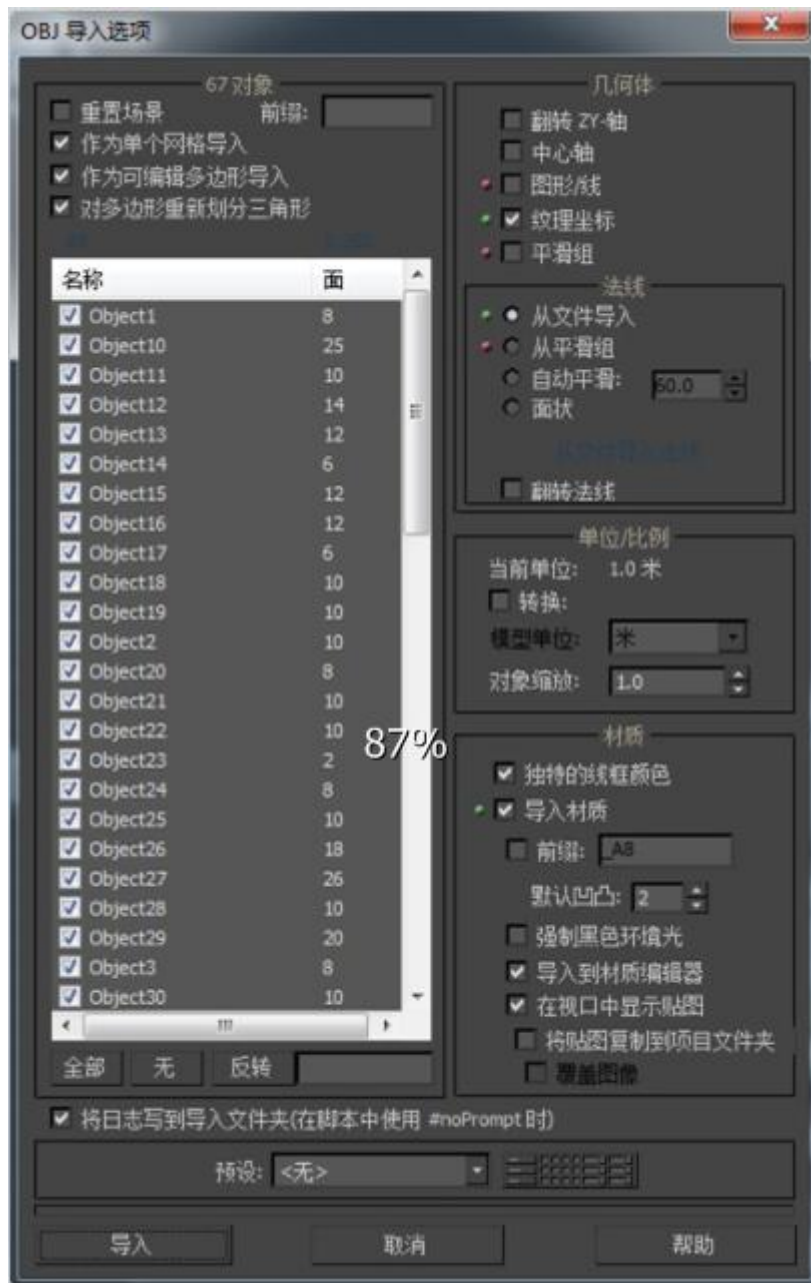 OBJ 导入选项
67 对象
重置场景 前缀:
作为单个网格导入
作为可编辑多边形导入
对多边形重新划分三角形
名称 面
Object1 8
Object10 25
Object11 10
Object12 14
Object13 12
Object14 6
Object15 12
Object16 12
Object17 6
Object18 10
Object19 10
Object2 10
Object20 8
Object21 10
Object22 10
Object23 2
Object24 8
Object25 10
Object26 18
Object27 26
Object28 10
Object29 20
Object3 8
Object30 10
全部 无 反转
87%
几何体
翻转 ZY-轴
中心轴
图形/线
纹理坐标
平滑组
法线
从文件导入
从平滑组
自动平滑: 60.0
面状
翻转法线
单位/比例
当前单位: 1.0 米
转换:
模型单位: 米
对象缩放: 1.0
材质
独特的线框颜色
导入材质
前缀: _A8
默认凹凸: 2
强制黑色环境光
导入到材质编辑器
在视口中显示贴图
将贴图复制到项目文件夹
覆盖图像
将日志写到导入文件夹(在脚本中使用 #noPrompt 时)
预设: <无>
导入 取消 帮助